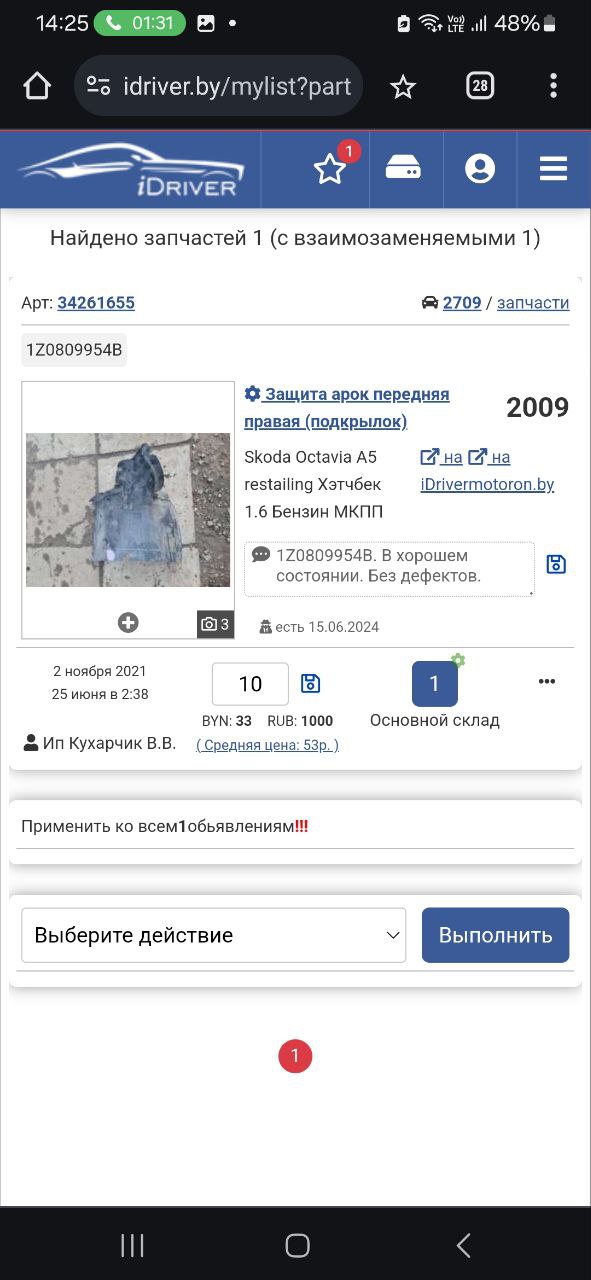 14:25 01:31 Vo)) LTE 48%
idriver.by/mylist?part 28
iDRIVER 1
Найдено запчастей 1 (с взаимозаменяемыми 1)
Арт: 34261655 2709 / запчасти
1Z0809954B
Защита арок передняя
правая (подкрылок)
2009
Skoda Octavia A5
restailing Хэтчбек
1.6 Бензин МКПП
на на
iDrivermotoron.by
1Z0809954B. В хорошем
состоянии. Без дефектов.
3
есть 15.06.2024
2 ноября 2021
25 июня в 2:38
Ип Кухарчик В.В.
10
BYN: 33 RUB: 1000
( Средняя цена: 53р. )
1
Основной склад
Применить ко всем1обьявлениям!!!
Выберите действие
Выполнить
1